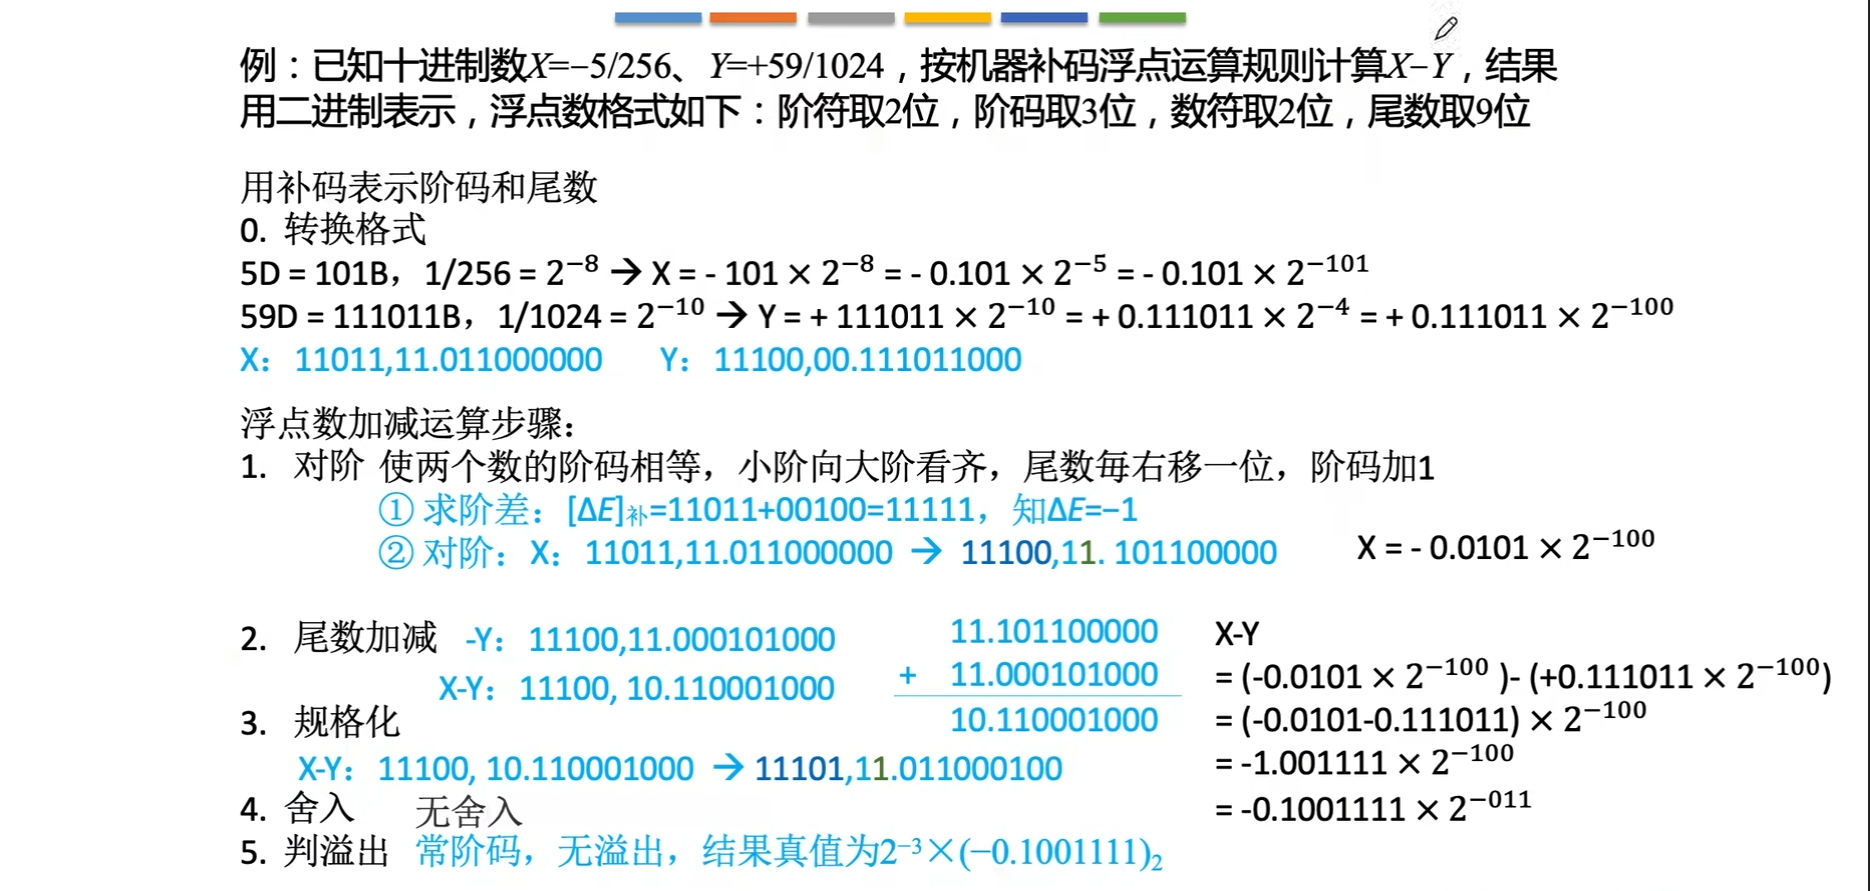 例：已知十进制数X=−5/256、Y=+59/1024，按机器补码浮点运算规则计算X−Y，结果
用二进制表示，浮点数格式如下：阶符取2位，阶码取3位，数符取2位，尾数取9位
用补码表示阶码和尾数
0. 转换格式
5D = 101B，1/256 = 2⁻⁸ → X = - 101 × 2⁻⁸ = - 0.101 × 2⁻⁵ = - 0.101 × 2⁻¹⁰¹
59D = 111011B，1/1024 = 2⁻¹⁰ → Y = + 111011 × 2⁻¹⁰ = + 0.111011 × 2⁻⁴ = + 0.111011 × 2⁻¹⁰⁰
X：11011,11.011000000 Y：11100,00.111011000
浮点数加减运算步骤：
1. 对阶 使两个数的阶码相等，小阶向大阶看齐，尾数每右移一位，阶码加1
① 求阶差：[ΔE]补=11011+00100=11111，知ΔE=−1
② 对阶：X：11011,11.011000000 → 11100,11. 101100000 X = - 0.0101 × 2⁻¹⁰⁰
2. 尾数加减 -Y：11100,11.000101000
X-Y：11100, 10.110001000
11.101100000
+ 11.000101000
10.110001000
X-Y
= (-0.0101 × 2⁻¹⁰⁰ )- (+0.111011 × 2⁻¹⁰⁰)
= (-0.0101-0.111011) × 2⁻¹⁰⁰
= -1.001111 × 2⁻¹⁰⁰
= -0.1001111 × 2⁻⁰¹¹
3. 规格化
X-Y：11100, 10.110001000 → 11101,11.011000100
4. 舍入 无舍入
5. 判溢出 常阶码，无溢出，结果真值为2⁻³×(−0.1001111)₂